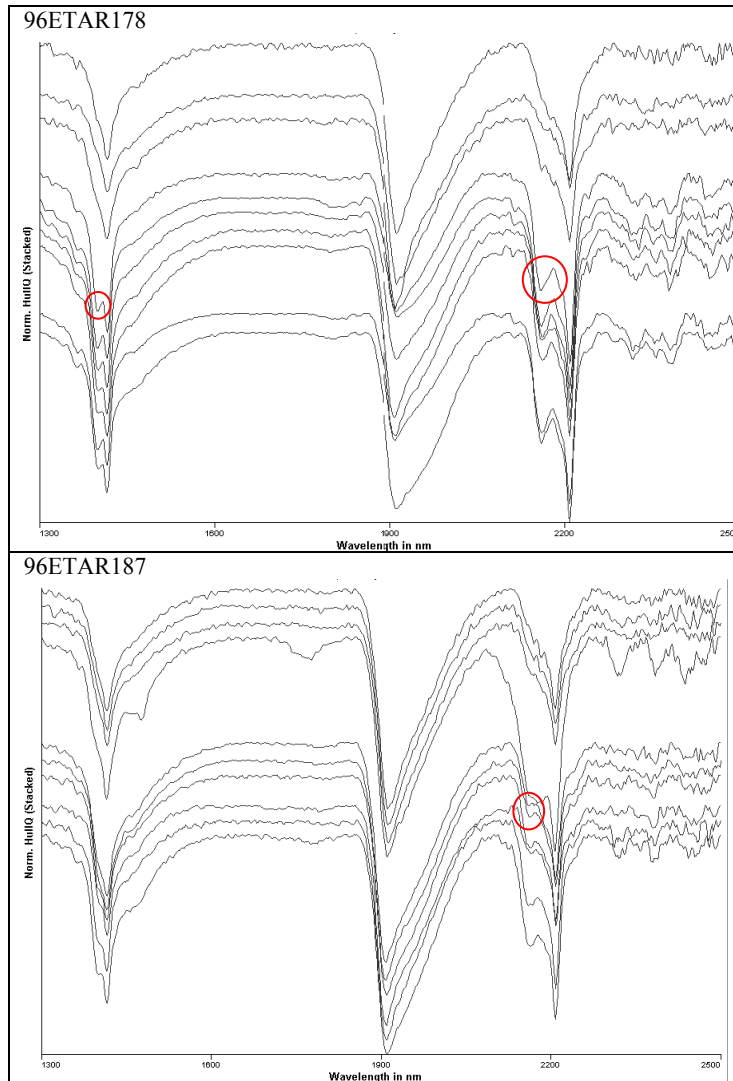 96ETAR178
Norm. HullQ (Stacked)
1300
1600
1900
2200
2500
Wavelength in nm
96ETAR187
Norm. HullQ (Stacked)
1300
1600
1900
2200
2500
Wavelength in nm